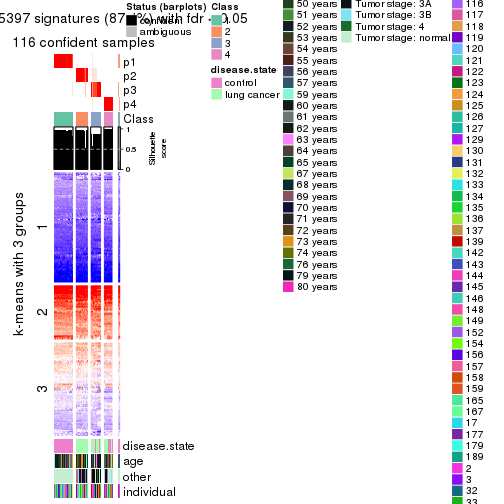 5397 signatures (87
) with fdr < 0.05
116 confident samples
p1
p2
p3
p4
Class
1
0.5
0
Silhouette
score
k-means with 3 groups
1
2
3
disease.state
age
other
individual
Status (barplots)
confident
ambiguous
Class
1
2
3
4
disease.state
control
lung cancer
50 years
51 years
52 years
53 years
54 years
55 years
56 years
57 years
59 years
60 years
61 years
62 years
63 years
64 years
65 years
67 years
68 years
69 years
70 years
71 years
72 years
73 years
74 years
76 years
79 years
80 years
Tumor stage: 3A
Tumor stage: 3B
Tumor stage: 4
Tumor stage: normal
116
117
118
119
120
121
122
123
124
125
126
127
129
130
131
132
133
134
135
136
137
139
142
143
144
145
146
148
149
152
154
156
157
158
159
165
167
17
177
179
189
2
3
32
33